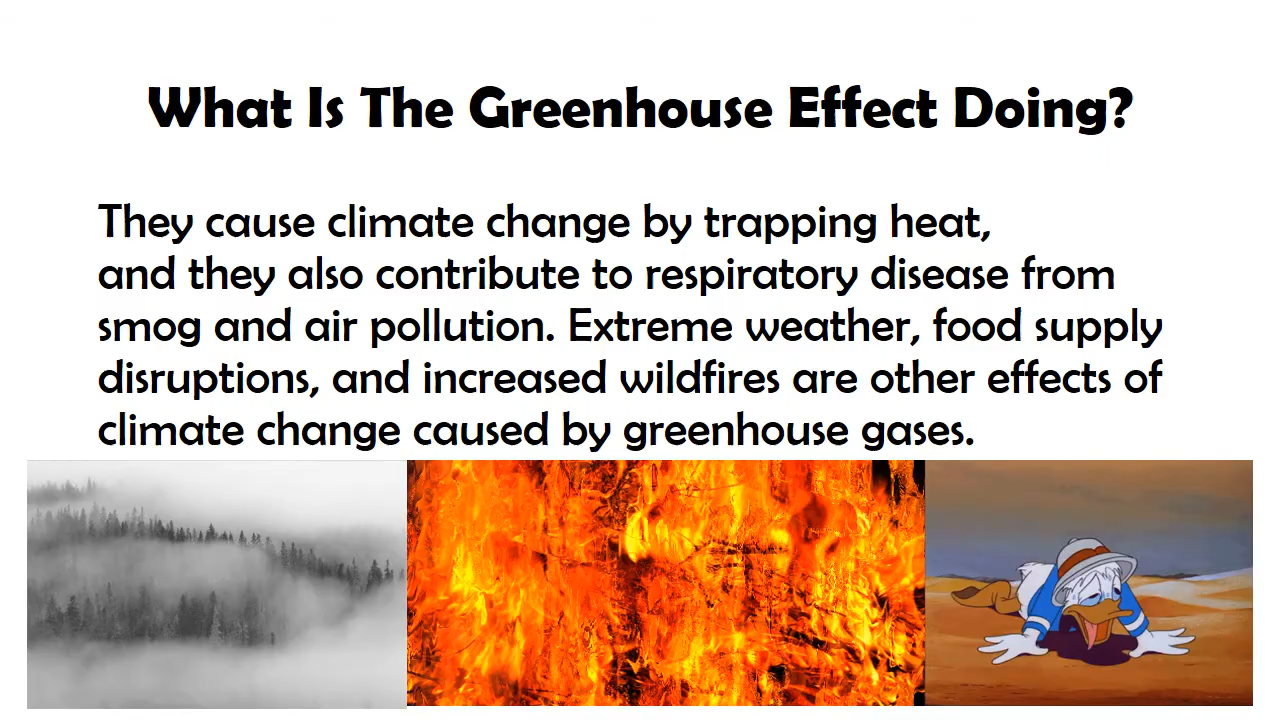 What Is The Greenhouse Effect Doing?
They cause climate change by trapping heat,
and they also contribute to respiratory disease from
smog and air pollution. Extreme weather, food supply
disruptions, and increased wildfires are other effects of
climate change caused by greenhouse gases.